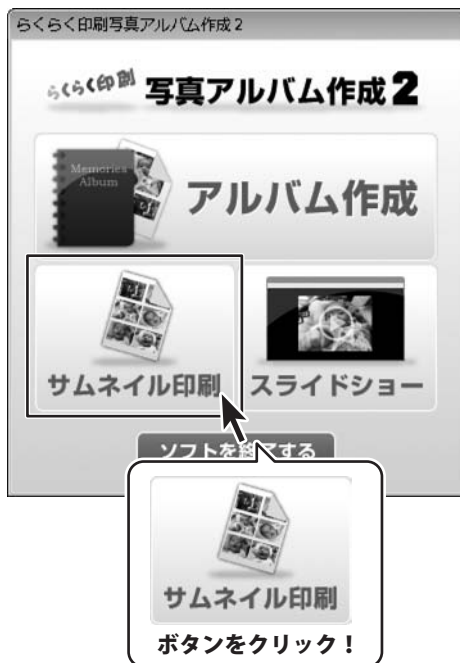 らくらく印刷写真アルバム作成2
らくらく印刷 写真アルバム作成2
Memories
Album
アルバム作成
サムネイル印刷 スライドショー
ソフトを終了する
サムネイル印刷
ボタンをクリック！